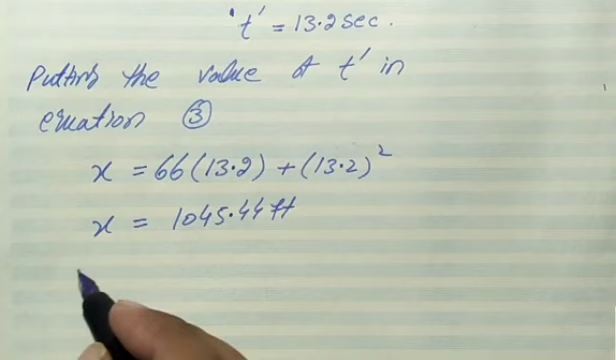 't' = 13.2 sec.
Putting the value of t' in
equation ③
x = 66(13.2) + (13.2)²
x = 1045.44 ft